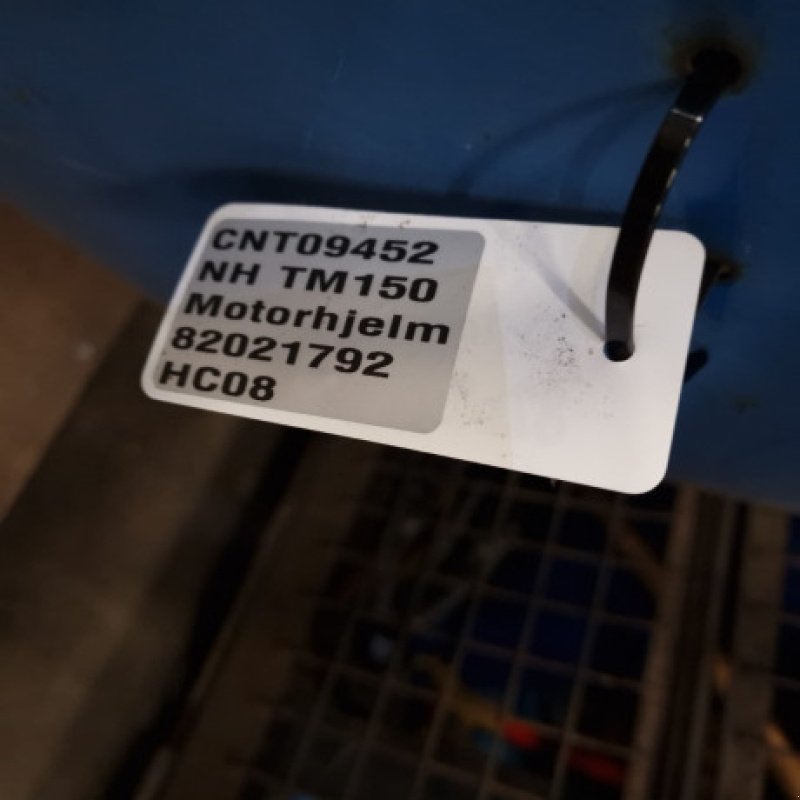 CNT09452
NH TM150
Motorhjelm
82021792
HC08